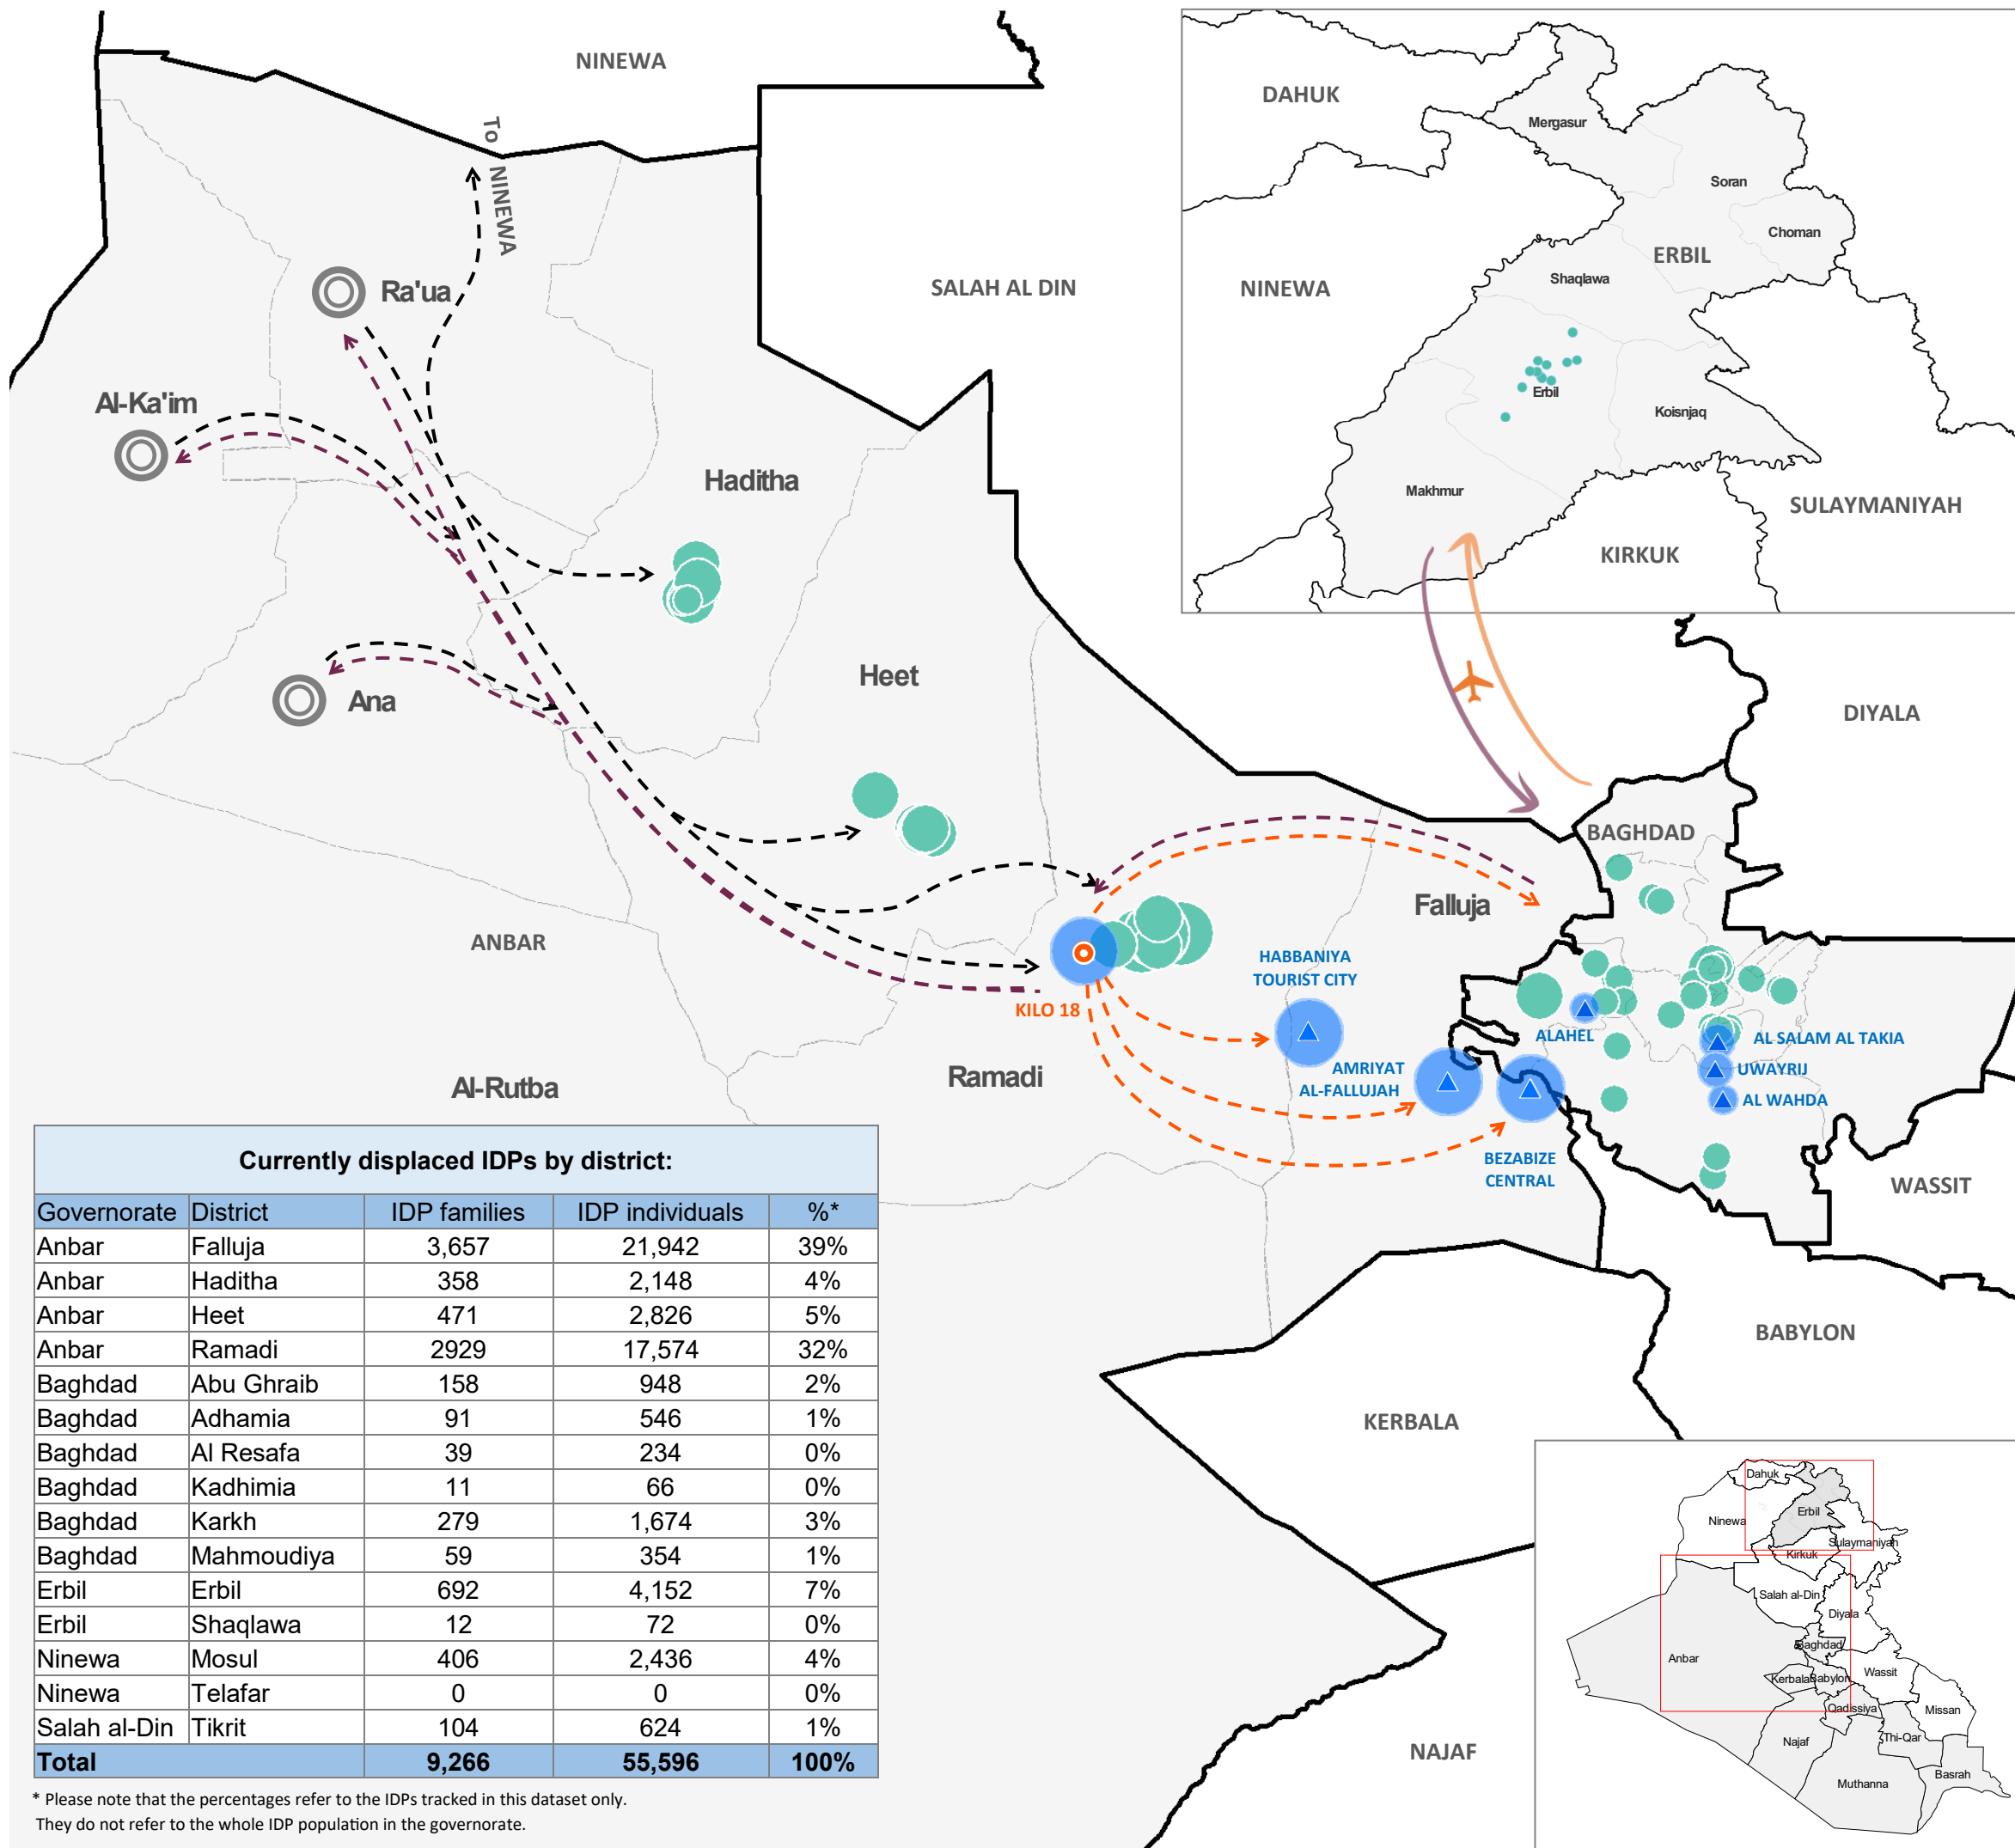 NINEWA
To NINEWA
SALAH AL DIN
Ra'ua
Al-Ka'im
Haditha
Ana
Heet
ANBAR
Al-Rutba
Ramadi
KILO 18
Falluja
HABBANIYA
TOURIST CITY
AMRIYAT
AL-FALLUJAH
BEZABIZE
CENTRAL
BAGHDAD
ALAHEL
AL SALAM AL TAKIA
UWAYRIJ
AL WAHDA
DIYALA
WASSIT
BABYLON
KERBALA
NAJAF
DAHUK
Mergasur
Soran
Choman
ERBIL
NINEWA
Shaqlawa
Erbil
Koisnjaq
Makhmur
SULAYMANIYAH
KIRKUK
Currently displaced IDPs by district:
Governorate District IDP families IDP individuals %*
Anbar Falluja 3,657 21,942 39%
Anbar Haditha 358 2,148 4%
Anbar Heet 471 2,826 5%
Anbar Ramadi 2929 17,574 32%
Baghdad Abu Ghraib 158 948 2%
Baghdad Adhamia 91 546 1%
Baghdad Al Resafa 39 234 0%
Baghdad Kadhimia 11 66 0%
Baghdad Karkh 279 1,674 3%
Baghdad Mahmoudiya 59 354 1%
Erbil Erbil 692 4,152 7%
Erbil Shaqlawa 12 72 0%
Ninewa Mosul 406 2,436 4%
Ninewa Telafar 0 0 0%
Salah al-Din Tikrit 104 624 1%
Total 9,266 55,596 100%
* Please note that the percentages refer to the IDPs tracked in this dataset only.
They do not refer to the whole IDP population in the governorate.
Dahuk
Erbil
Ninewa
Sulaymaniyah
Kirkuk
Salah al-Din
Diyala
Baghdad
Anbar
Wassit
Kerbala
Babylon
Qadissiya
Missan
Najaf
Thi-Qar
Basrah
Muthanna